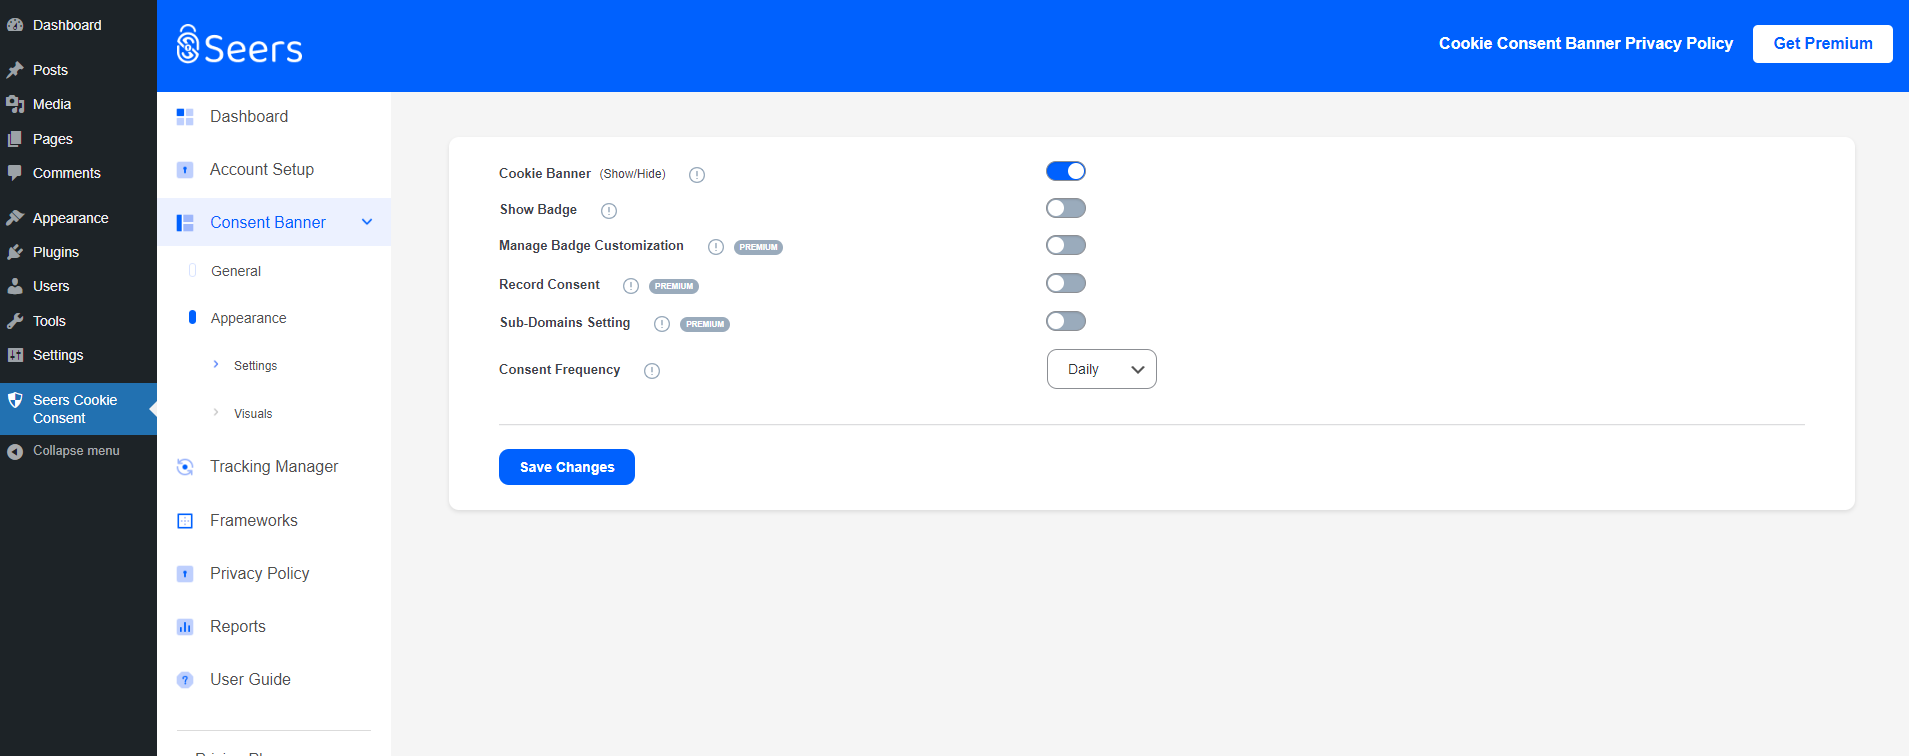 Dashboard
Posts
Media
Pages
Comments
Appearance
Plugins
Users
Tools
Settings
Seers Cookie
Consent
Collapse menu
Seers
Cookie Consent Banner Privacy Policy
Get Premium
Dashboard
Account Setup
Consent Banner
General
Appearance
Settings
Visuals
Tracking Manager
Frameworks
Privacy Policy
Reports
User Guide
Cookie Banner (Show/Hide)
Show Badge
Manage Badge Customization PREMIUM
Record Consent PREMIUM
Sub-Domains Setting PREMIUM
Consent Frequency Daily
Save Changes